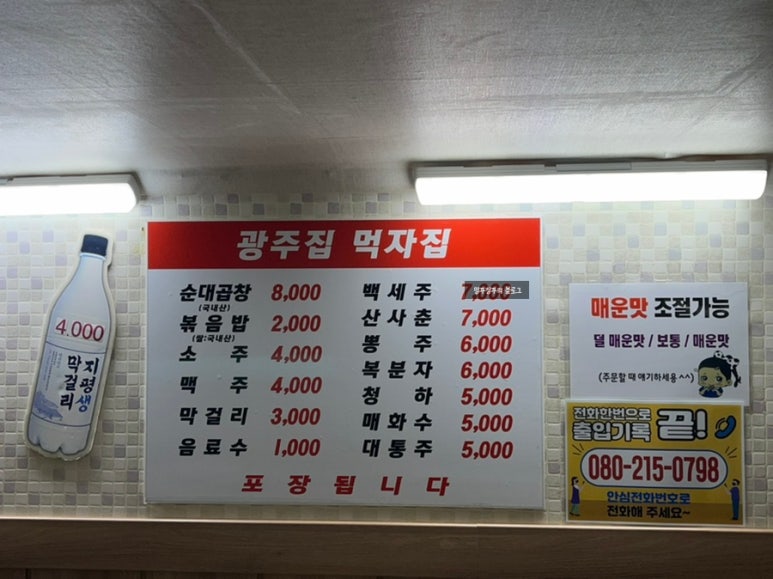 광주집 먹자집
순대곱창 8,000
(국내산)
볶음밥 2,000
(쌀:국내산)
소주 4,000
맥주 4,000
막걸리 3,000
음료수 1,000
백세주 7,000
산사춘 7,000
뽕주 6,000
복분자 6,000
청하 5,000
매화수 5,000
대통주 5,000
포장됩니다
4.000
지평생
막걸리
매운맛 조절가능
덜 매운맛 / 보통 / 매운맛
(주문할 때 얘기하세용^^)
전화한번으로
출입기록 끝!
080-215-0798
안심전화번호로
전화해 주세요~